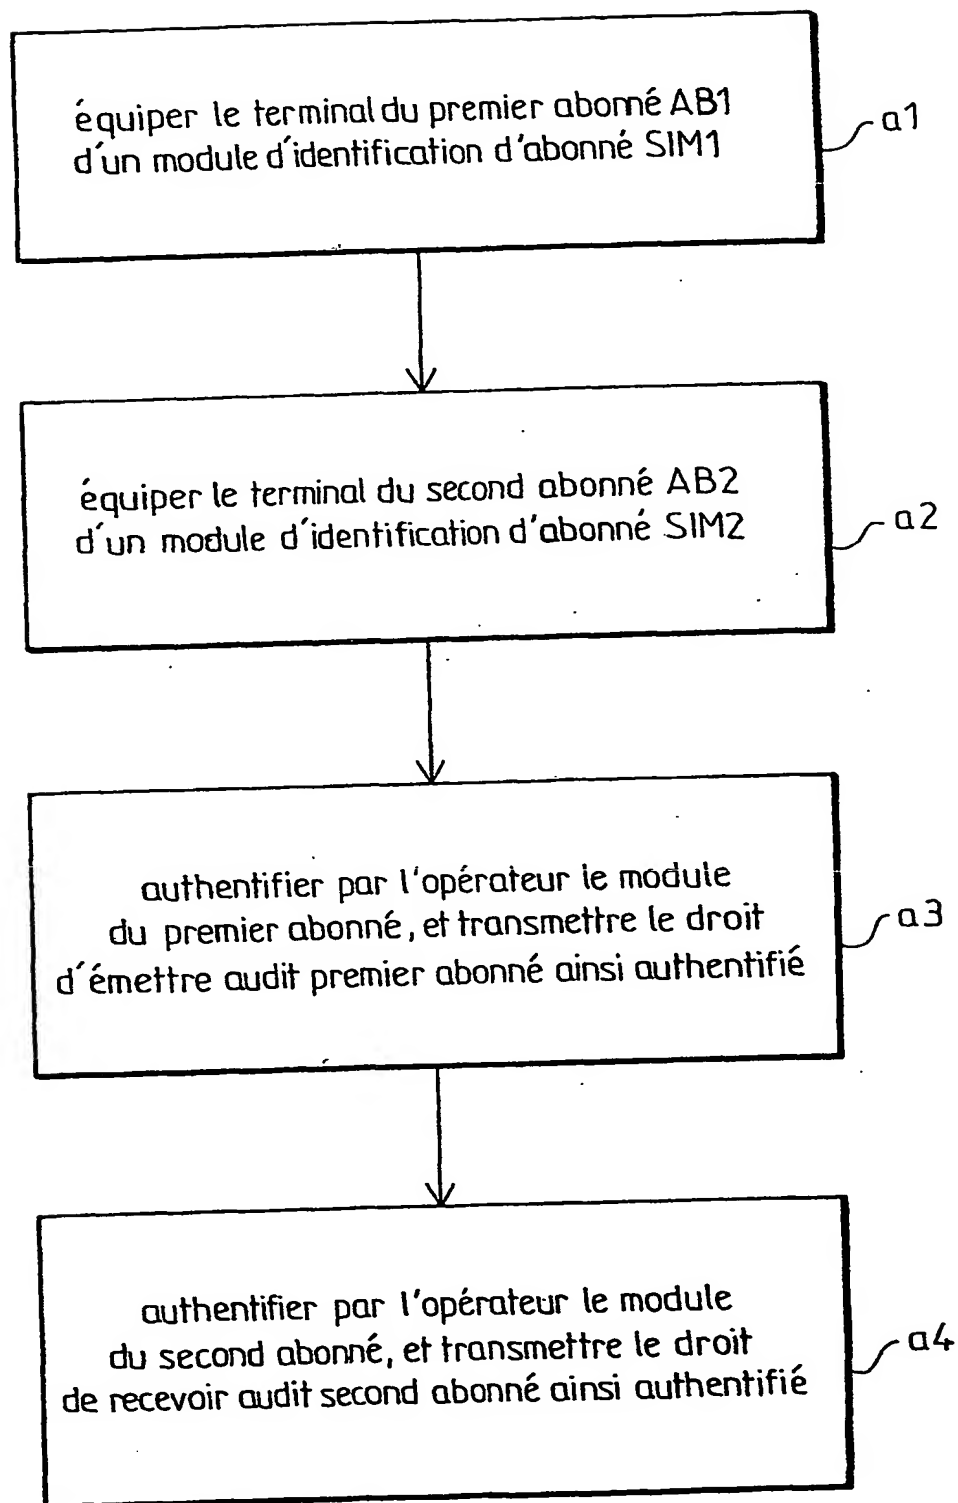 équiper le terminal du premier abonné AB1
d'un module d'identification d'abonné SIM1
a1
équiper le terminal du second abonné AB2
d'un module d'identification d'abonné SIM2
a2
authentifier par l'opérateur le module
du premier abonné, et transmettre le droit
d'émettre audit premier abonné ainsi authentifié
a3
authentifier par l'opérateur le module
du second abonné, et transmettre le droit
de recevoir audit second abonné ainsi authentifié
a4